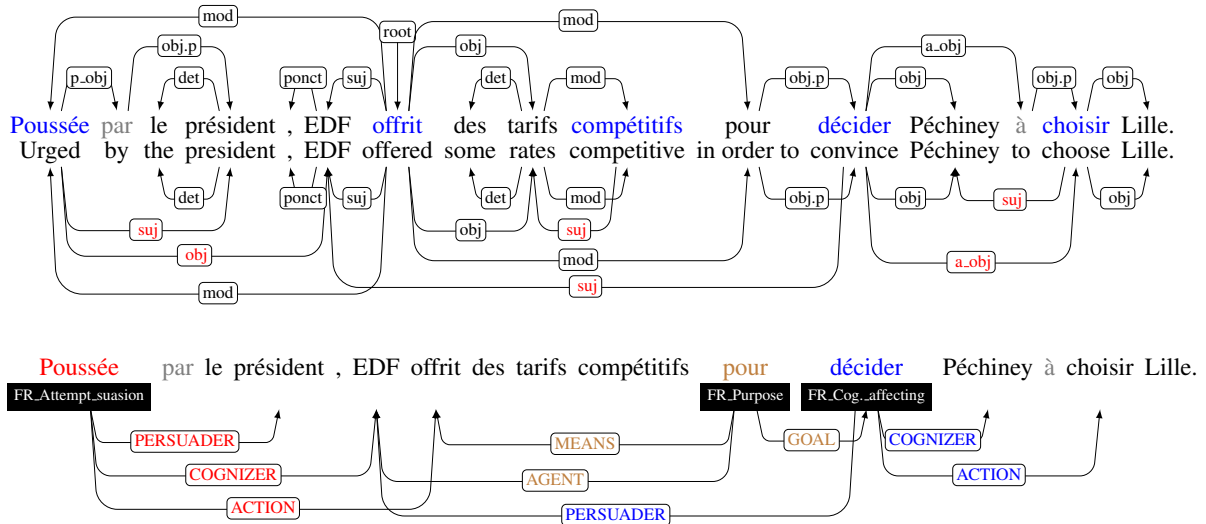 mod root mod
obj.p obj a_obj
p_obj det ponct suj det mod obj.p obj obj.p obj
Poussée par le président , EDF offrit des tarifs compétitifs pour décider Péchiney à choisir Lille.
Urged by the president , EDF offered some rates competitive in order to convince Péchiney to choose Lille.
det ponct suj det mod obj.p obj suj obj
suj obj suj
obj mod a_obj
mod suj
Poussée par le président , EDF offrit des tarifs compétitifs pour décider Péchiney à choisir Lille.
FR_Attempt_suasion FR_Purpose FR_Cog._affecting
PERSUADER MEANS GOAL COGNIZER
COGNIZER AGENT ACTION
ACTION PERSUADER